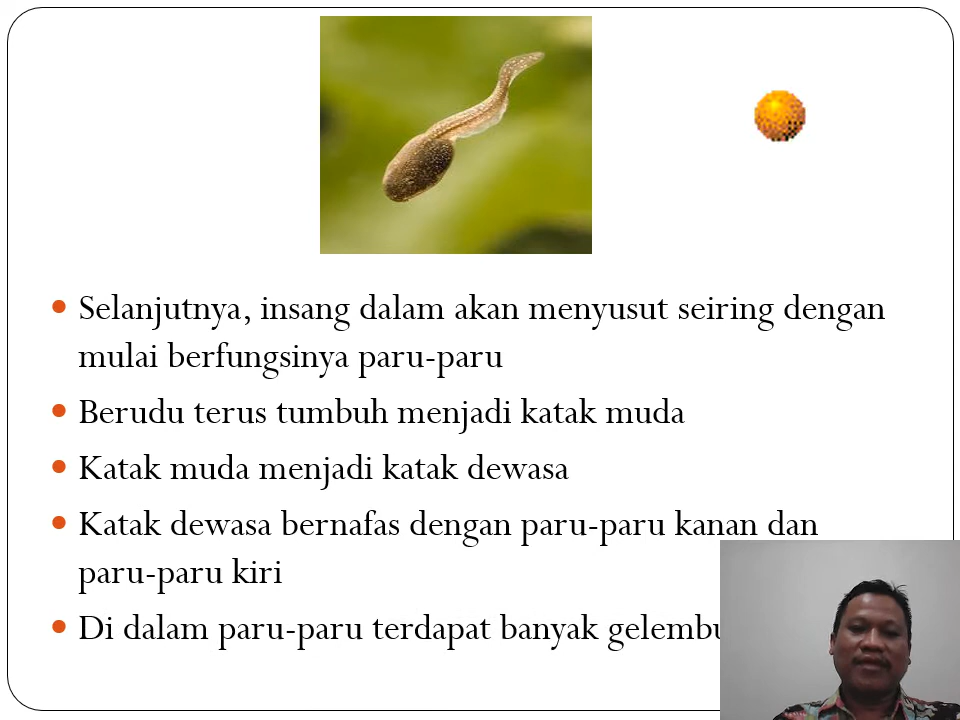 Selanjutnya, insang dalam akan menyusut seiring dengan
mulai berfungsinya paru-paru
Berudu terus tumbuh menjadi katak muda
Katak muda menjadi katak dewasa
Katak dewasa bernafas dengan paru-paru kanan dan
paru-paru kiri
Di dalam paru-paru terdapat banyak